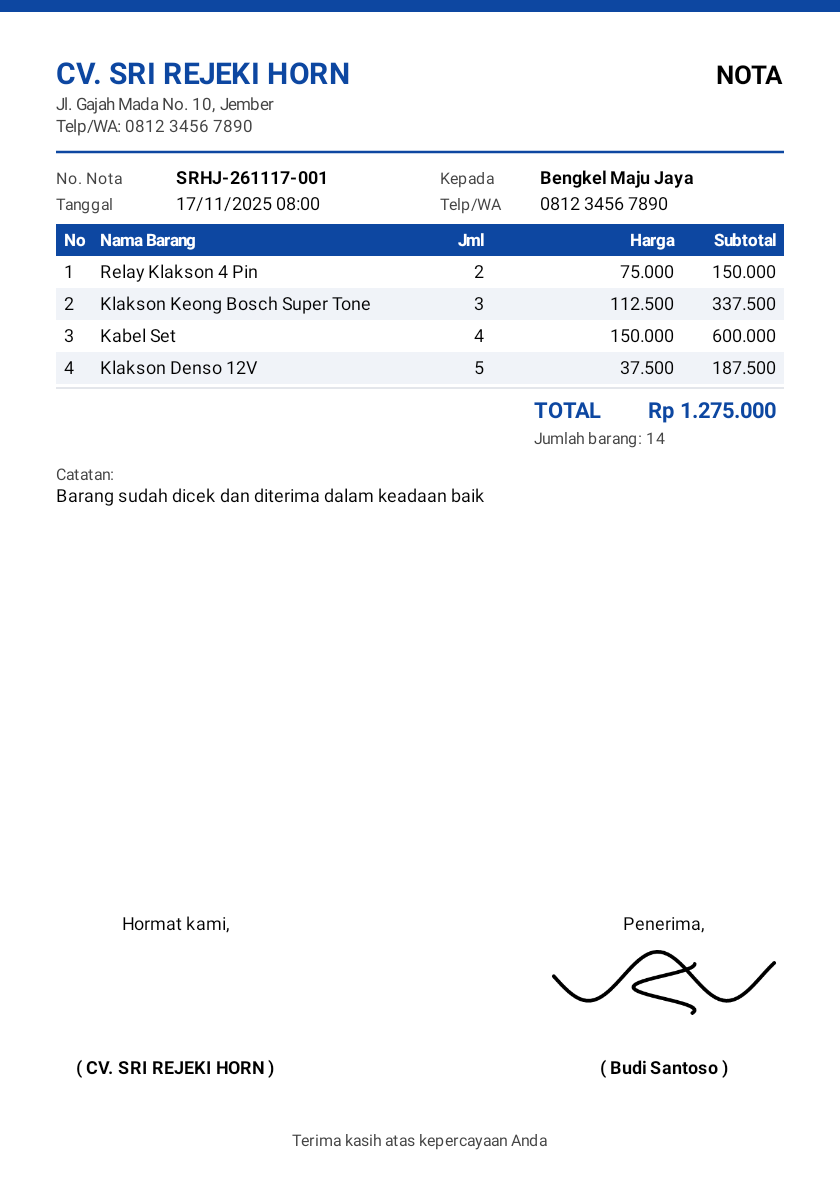 CV. SRI REJEKI HORN
NOTA
Jl. Gajah Mada No. 10, Jember
Telp/WA: 0812 3456 7890
No. Nota SRHJ-261117-001 Kepada Bengkel Maju Jaya
Tanggal 17/11/2025 08:00 Telp/WA 0812 3456 7890
No Nama Barang Jml Harga Subtotal
1 Relay Klakson 4 Pin 2 75.000 150.000
2 Klakson Keong Bosch Super Tone 3 112.500 337.500
3 Kabel Set 4 150.000 600.000
4 Klakson Denso 12V 5 37.500 187.500
TOTAL Rp 1.275.000
Jumlah barang: 14
Catatan:
Barang sudah dicek dan diterima dalam keadaan baik
Hormat kami, Penerima,
( CV. SRI REJEKI HORN ) ( Budi Santoso )
Terima kasih atas kepercayaan Anda